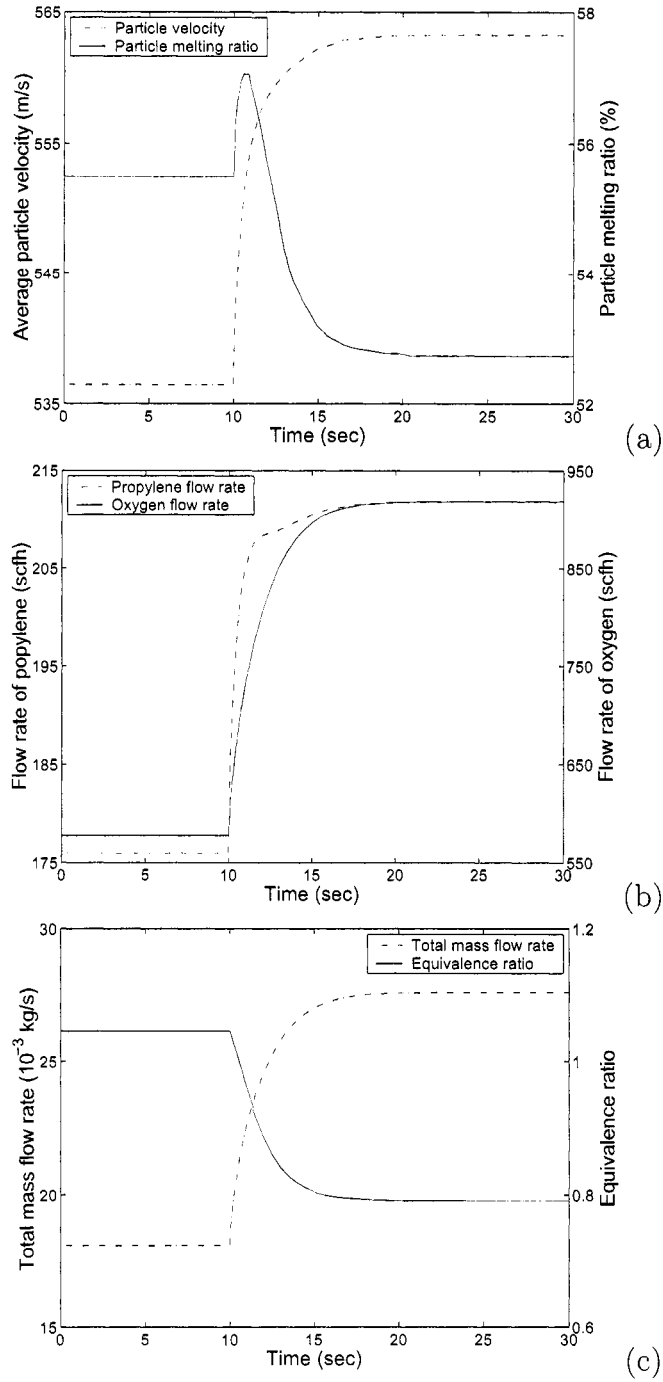 565
58
Particle velocity
Particle melting ratio
555
56
545
54
535
52
0 5 10 15 20 25 30
Average particle velocity (m/s)
Particle melting ratio (%)
Time (sec)
(a)
215
950
Propylene flow rate
Oxygen flow rate
205
850
195
750
185
650
175
550
0 5 10 15 20 25 30
Flow rate of popylene (scfh)
Flow rate of oxygen (scfh)
Time (sec)
(b)
30
1.2
Total mass flow rate
Equivalence ratio
25
1
20
0.8
15
0.6
0 5 10 15 20 25 30
Total mass flow rate (10⁻³ kg/s)
Equivalence ratio
Time (sec)
(c)